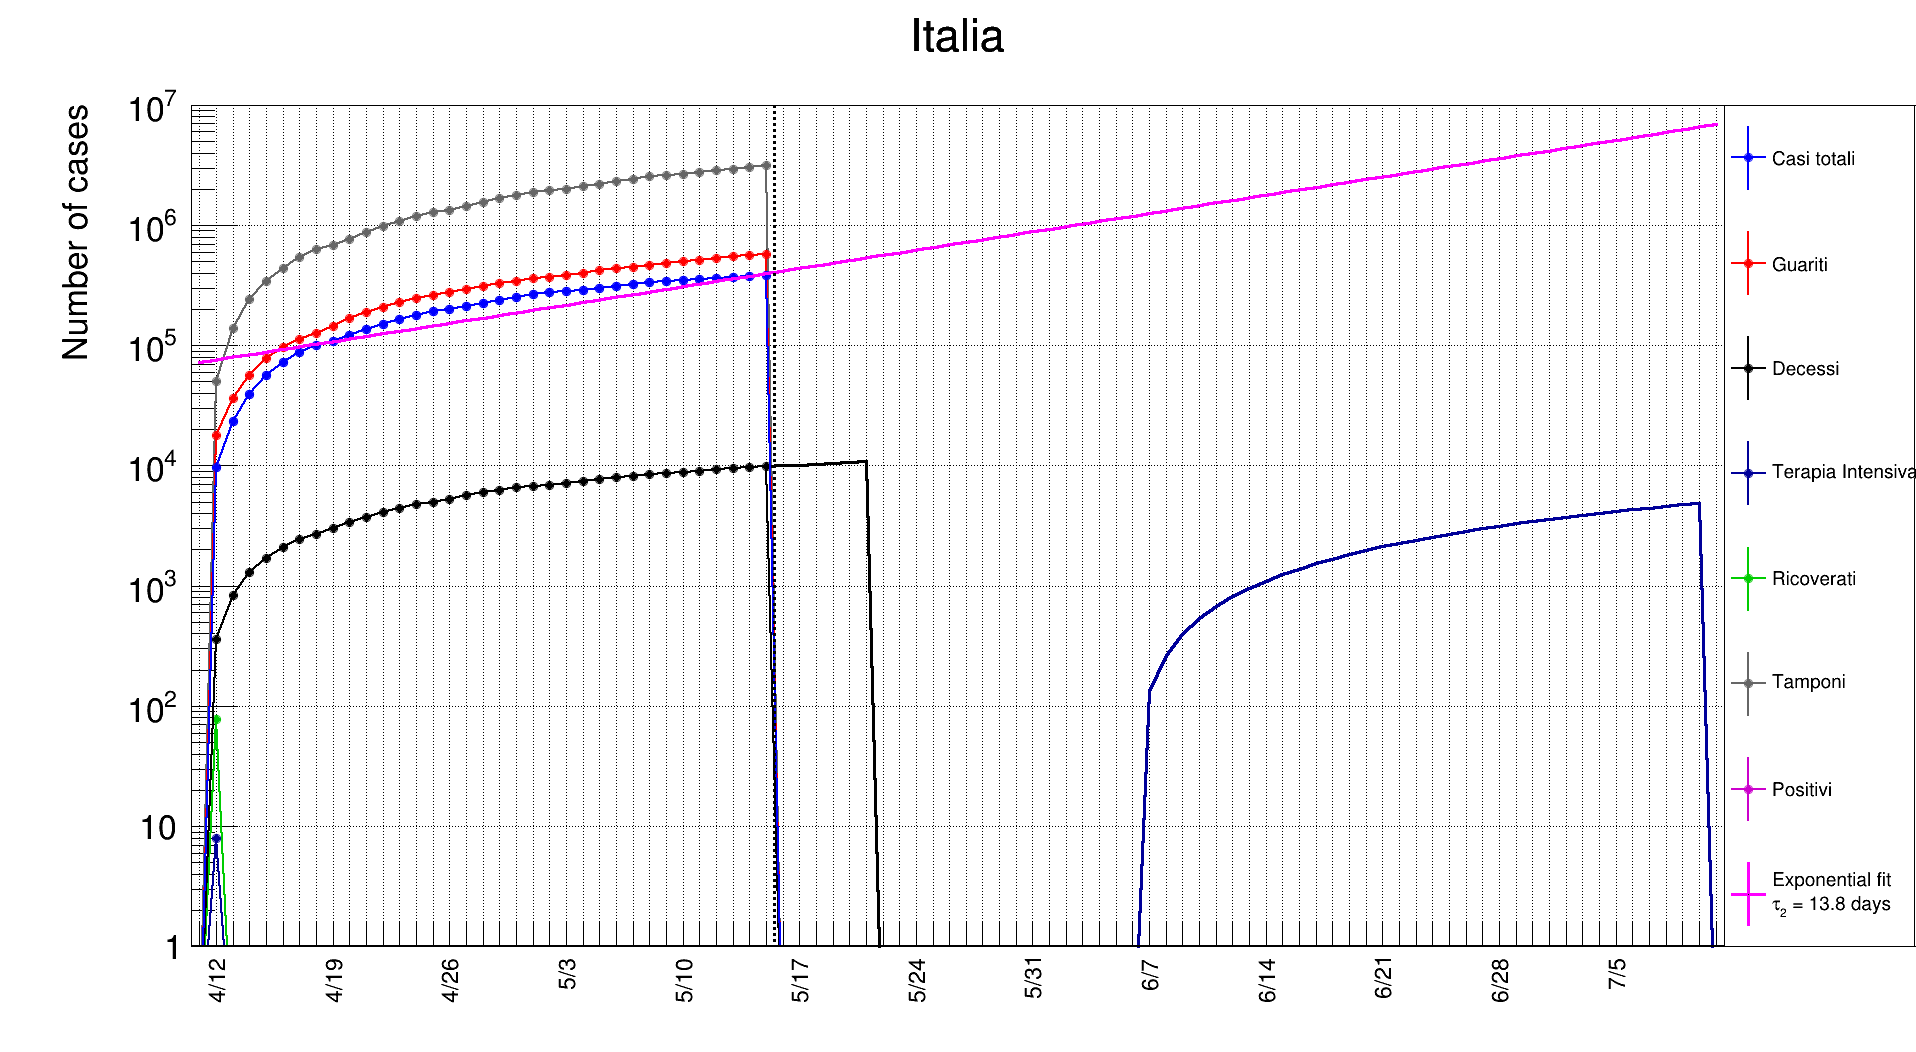 Italia
Number of cases
10^7
10^6
10^5
10^4
10^3
10^2
10
1
4/12
4/19
4/26
5/3
5/10
5/17
5/24
5/31
6/7
6/14
6/21
6/28
7/5
Casi totali
Guariti
Decessi
Terapia Intensiva
Ricoverati
Tamponi
Positivi
Exponential fit
τ_2 = 13.8 days